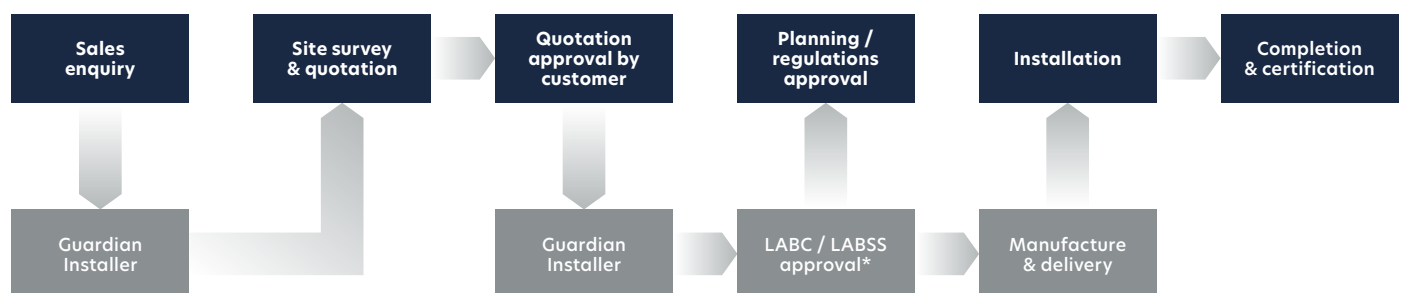 Sales
enquiry
Site survey
& quotation
Quotation
approval by
customer
Planning /
regulations
approval
Installation
Completion
& certification
Guardian
Installer
Guardian
Installer
LABC / LABSS
approval*
Manufacture
& delivery